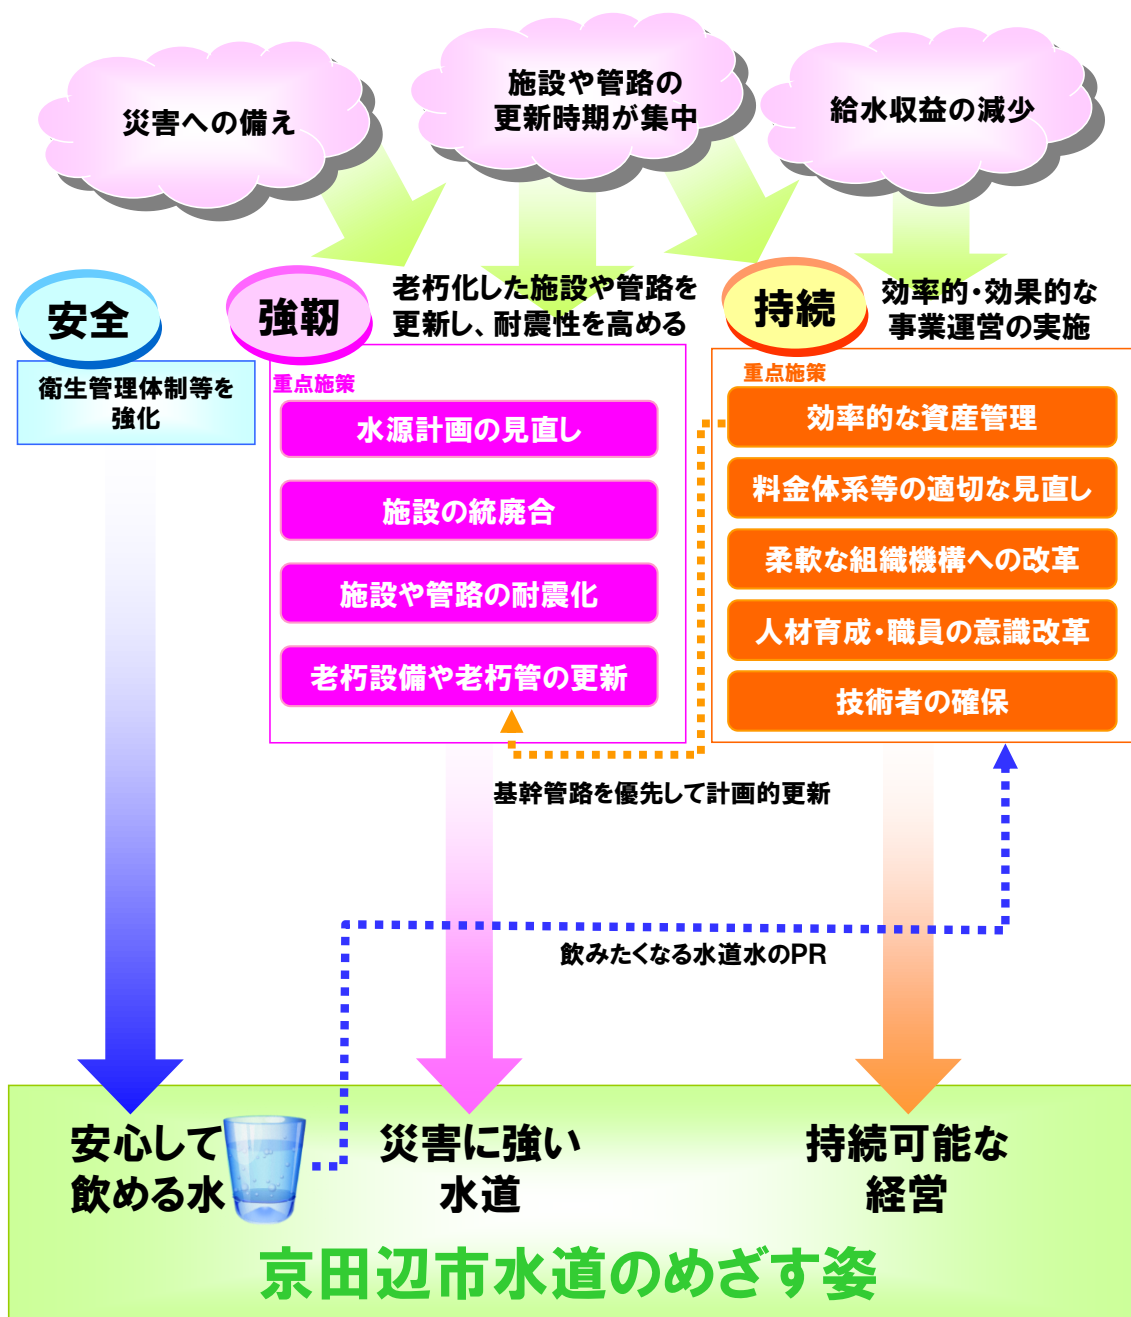 災害への備え
施設や管路の
更新時期が集中
給水収益の減少
安全
衛生管理体制等を
強化
強靭
老朽化した施設や管路を
更新し、耐震性を高める
重点施策
水源計画の見直し
施設の統廃合
施設や管路の耐震化
老朽設備や老朽管の更新
持続
効率的・効果的な
事業運営の実施
重点施策
効率的な資産管理
料金体系等の適切な見直し
柔軟な組織機構への改革
人材育成・職員の意識改革
技術者の確保
基幹管路を優先して計画的更新
飲みたくなる水道水のPR
安心して
飲める水
災害に強い
水道
持続可能な
経営
京田辺市水道のめざす姿